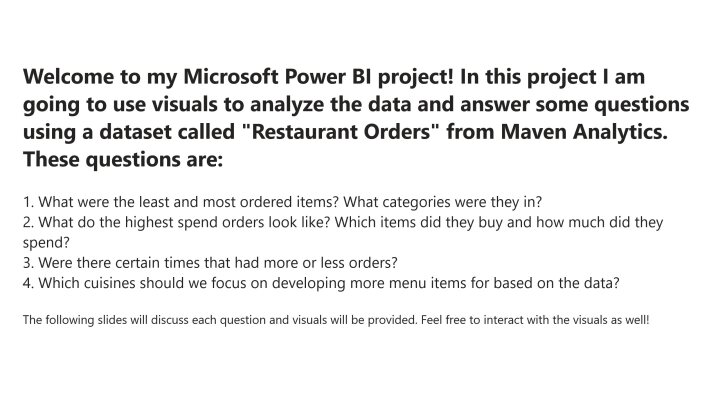 Welcome to my Microsoft Power BI project! In this project I am
going to use visuals to analyze the data and answer some questions
using a dataset called "Restaurant Orders" from Maven Analytics.
These questions are:
1. What were the least and most ordered items? What categories were they in?
2. What do the highest spend orders look like? Which items did they buy and how much did they
spend?
3. Were there certain times that had more or less orders?
4. Which cuisines should we focus on developing more menu items for based on the data?
The following slides will discuss each question and visuals will be provided. Feel free to interact with the visuals as well!